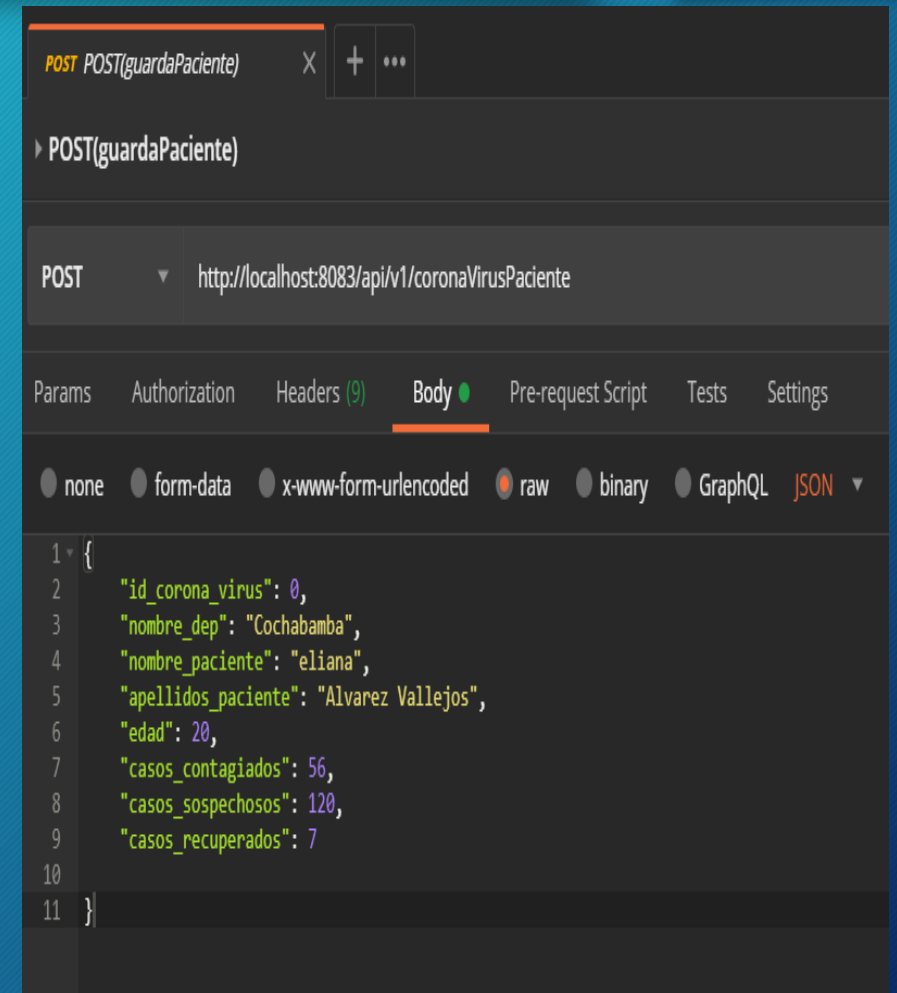 POST POST(guardaPaciente) X + •••
POST(guardaPaciente)
POST http://localhost:8083/api/v1/coronaVirusPaciente
Params Authorization Headers (9) Body Pre-request Script Tests Settings
none form-data x-www-form-urlencoded raw binary GraphQL JSON
1 {
2 "id_corona_virus": 0,
3 "nombre_dep": "Cochabamba",
4 "nombre_paciente": "eliana",
5 "apellidos_paciente": "Alvarez Vallejos",
6 "edad": 20,
7 "casos_contagiados": 56,
8 "casos_sospechosos": 120,
9 "casos_recuperados": 7
10
11 }